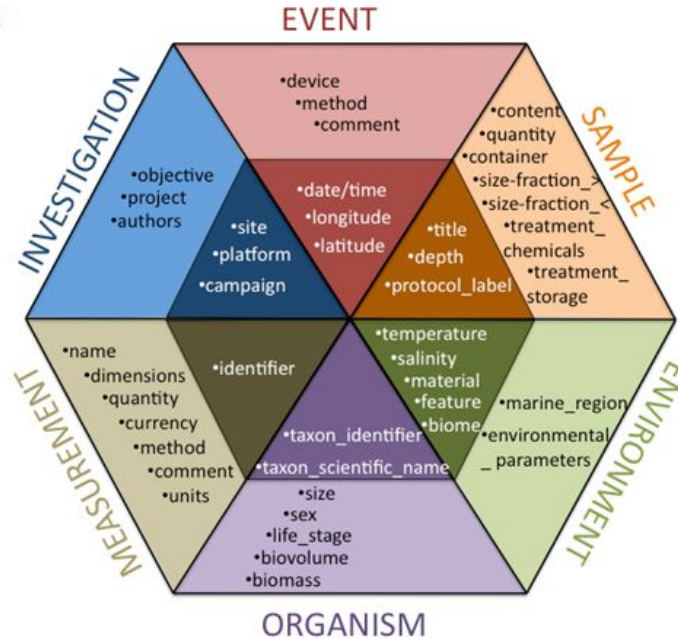 EVENT
•device
•method
•comment
•date/time
•longitude
•latitude
SAMPLE
•content
•quantity
•container
•size-fraction_>
•size-fraction_<
•treatment_
chemicals
•treatment_
storage
•title
•depth
•protocol_label
ENVIRONMENT
•temperature
•salinity
•material
•feature
•biome
•marine_region
•environmental
_ parameters
ORGANISM
•taxon_identifier
•taxon_scientific_name
•size
•sex
•life_stage
•biovolume
•biomass
MEASUREMENT
•name
•dimensions
•quantity
•currency
•method
•comment
•units
•identifier
INVESTIGATION
•objective
•project
•authors
•site
•platform
•campaign